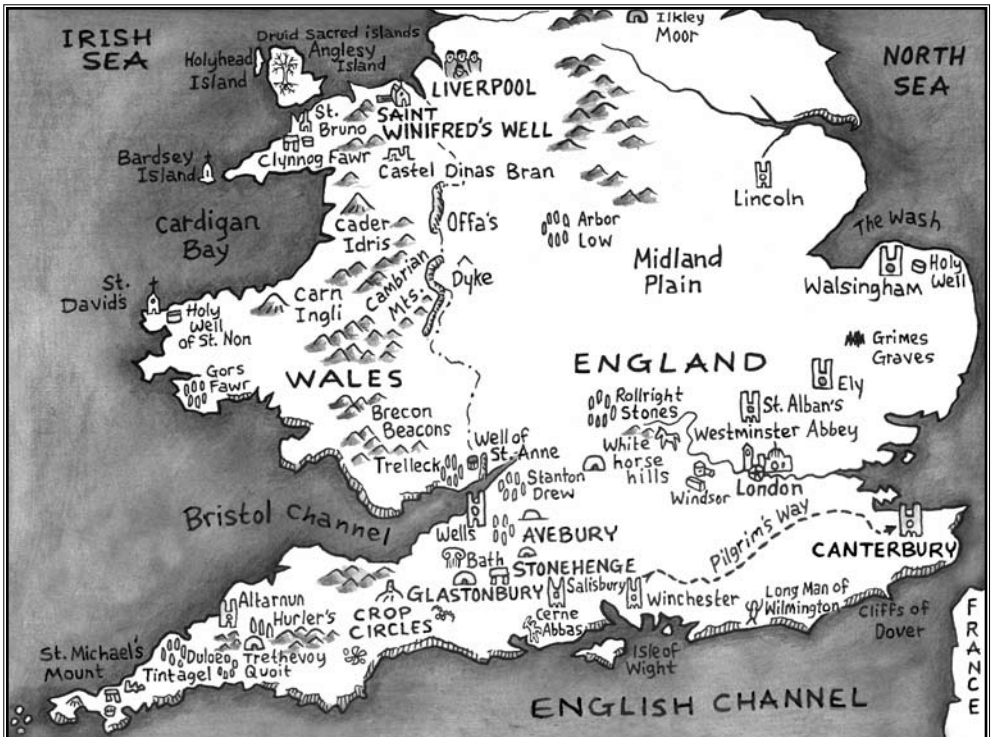 IRISH
SEA
Druid Sacred islands
Anglesy
Island
Holyhead
Island
Ilkley
Moor
NORTH
SEA
LIVERPOOL
St.
Bruno
SAINT
WINIFRED'S WELL
Clynnog Fawr
Bardsey
Island
Castel Dinas Bran
Lincoln
Cardigan
Bay
Cader
Idris
Offa's
Arbor
Low
The Wash
Midland
Plain
Walsingham
Holy
Well
Cambrian
Mts.
Dyke
St.
David's
Carn
Ingli
Holy
Well
of St. Non
Grimes
Graves
Gors
Fawr
WALES
ENGLAND
Ely
Rollright
Stones
St. Alban's
Brecon
Beacons
Westminster Abbey
White
horse
hills
Well of
St. Anne
Trelleck
Stanton
Drew
Windsor
London
Bristol Channel
Wells
AVEBURY
Pilgrim's Way
CANTERBURY
Bath
STONEHENGE
GLASTONBURY
Salisbury
Winchester
Long Man of
Wilmington
Cliffs of
Dover
FRANCE
Altarnun
Hurler's
CROP
CIRCLES
Cerne
Abbas
Isle of
Wight
St. Michael's
Mount
Duloe
Tintagel
Trethevoy
Quoit
ENGLISH CHANNEL